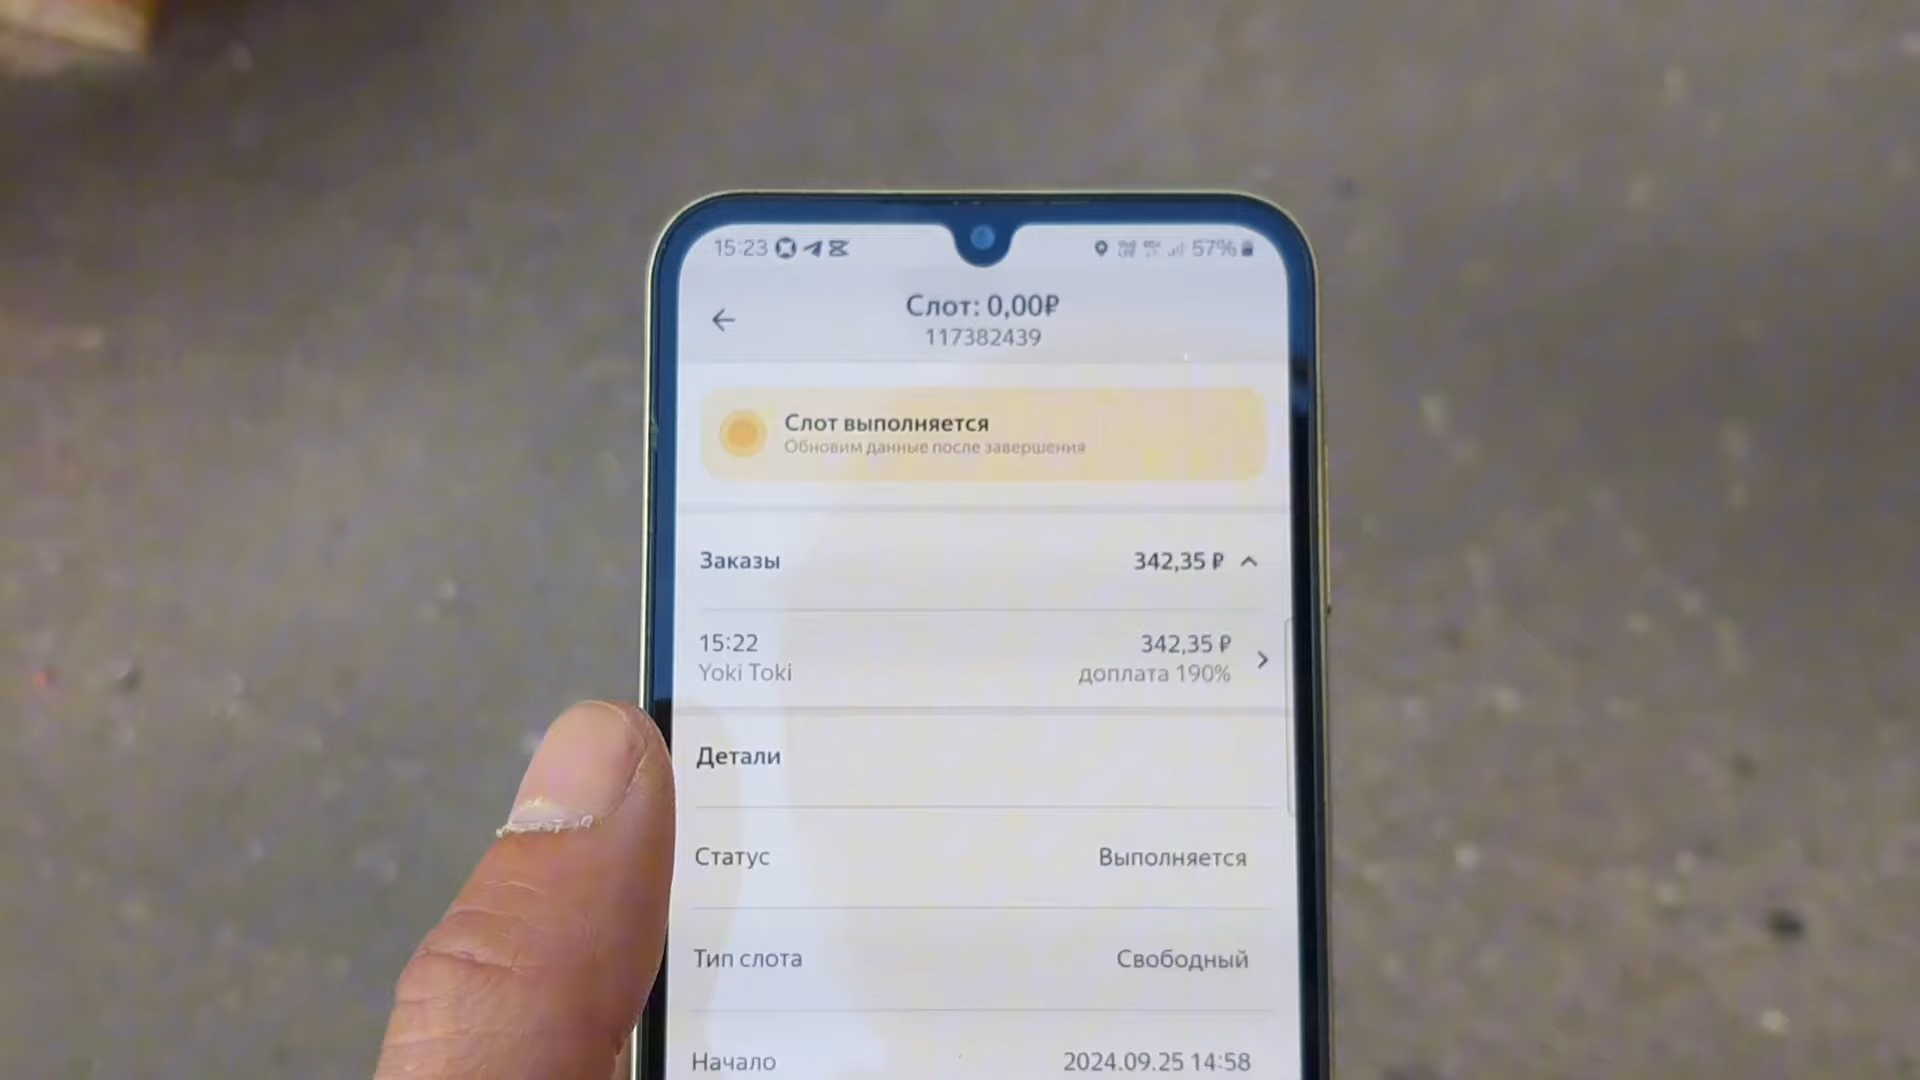 15:23 57%
Слот: 0,00₽
117382439
Слот выполняется
Обновим данные после завершения
Заказы 342,35 ₽
15:22 342,35 ₽
Yoki Toki доплата 190%
Детали
Статус Выполняется
Тип слота Свободный
Начало 2024.09.25 14:58